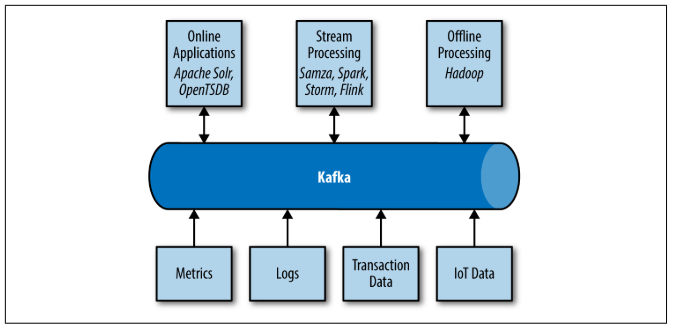 Online
Applications
Apache Solr,
OpenTSDB
Stream
Processing
Samza, Spark,
Storm, Flink
Offline
Processing
Hadoop
Kafka
Metrics
Logs
Transaction
Data
IoT Data